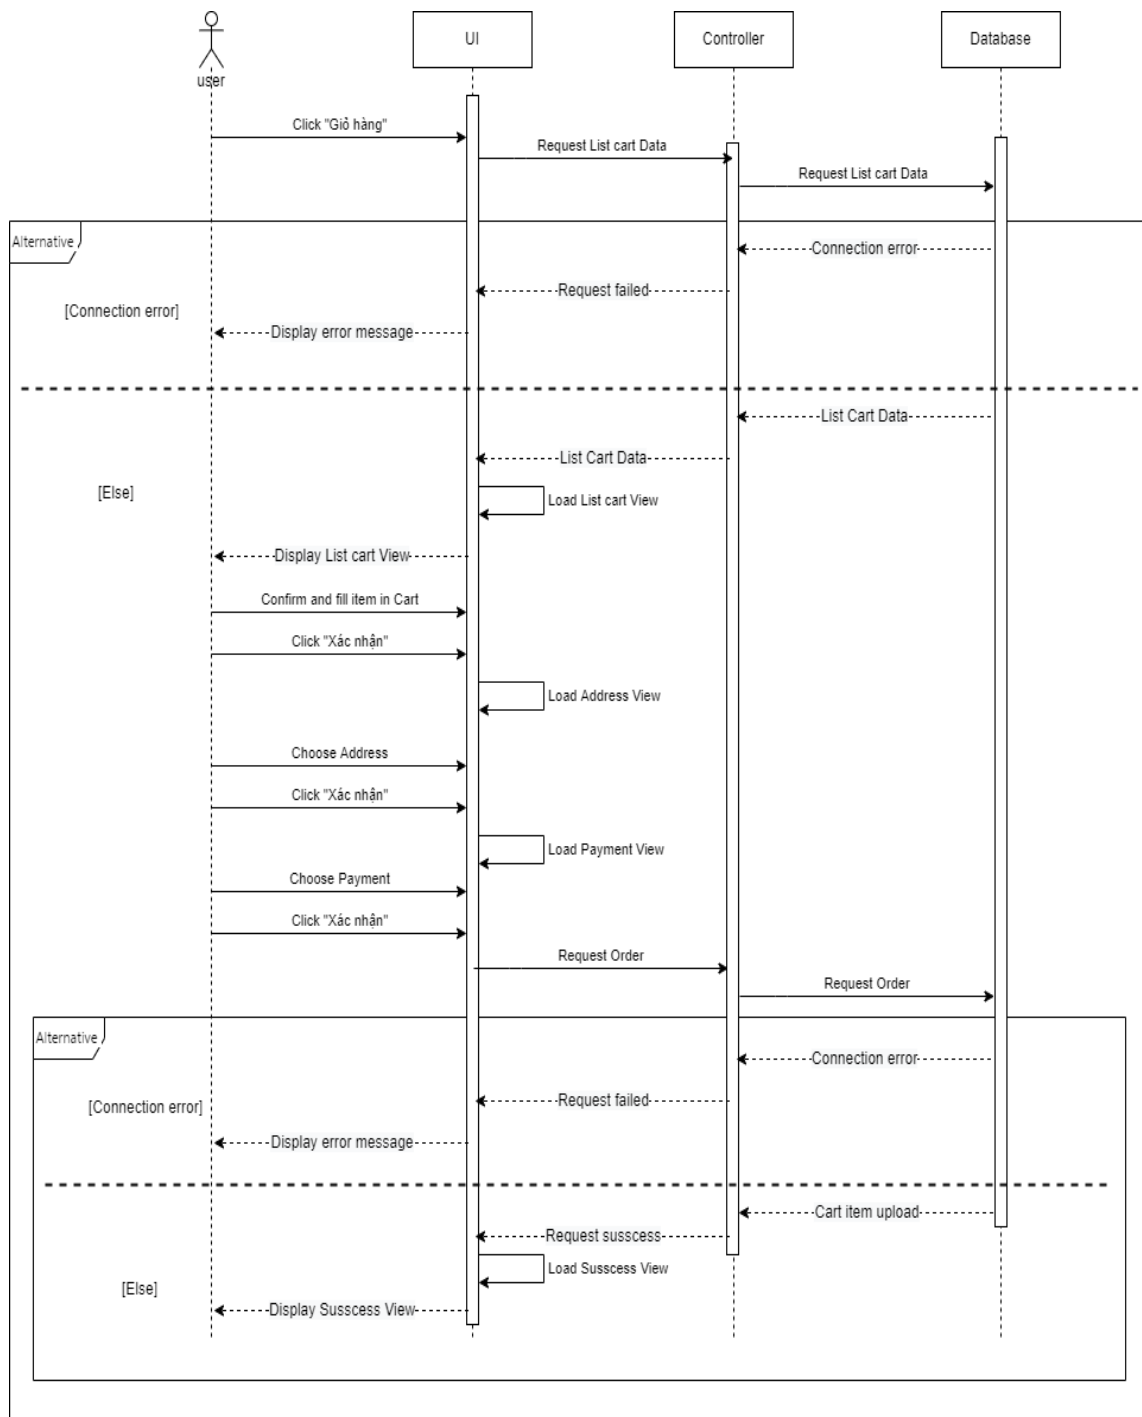 user
UI
Controller
Database
Click "Giỏ hàng"
Request List cart Data
Request List cart Data
Alternative
Connection error
Request failed
[Connection error]
Display error message
List Cart Data
List Cart Data
[Else]
Load List cart View
Display List cart View
Confirm and fill item in Cart
Click "Xác nhận"
Load Address View
Choose Address
Click "Xác nhận"
Load Payment View
Choose Payment
Click "Xác nhận"
Request Order
Request Order
Alternative
Connection error
Request failed
[Connection error]
Display error message
Cart item upload
Request susscess
Load Susscess View
[Else]
Display Susscess View